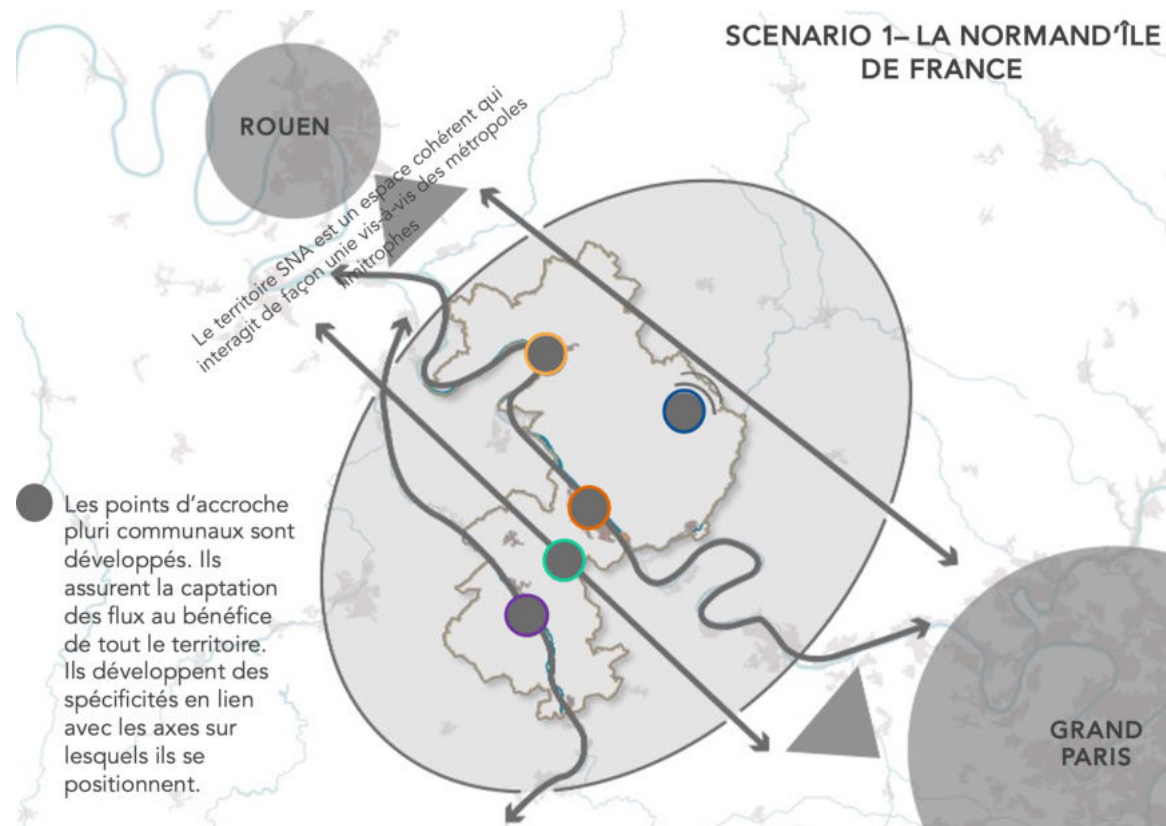 SCENARIO 1– LA NORMAND'ÎLE
DE FRANCE
ROUEN
Le territoire SNA est un espace cohérent qui
interagit de façon unie vis-à-vis des métropoles
limitrophes
Les points d'accroche
pluri communaux sont
développés. Ils
assurent la captation
des flux au bénéfice
de tout le territoire.
Ils développent des
spécificités en lien
avec les axes sur
lesquels ils se
positionnent.
GRAND
PARIS